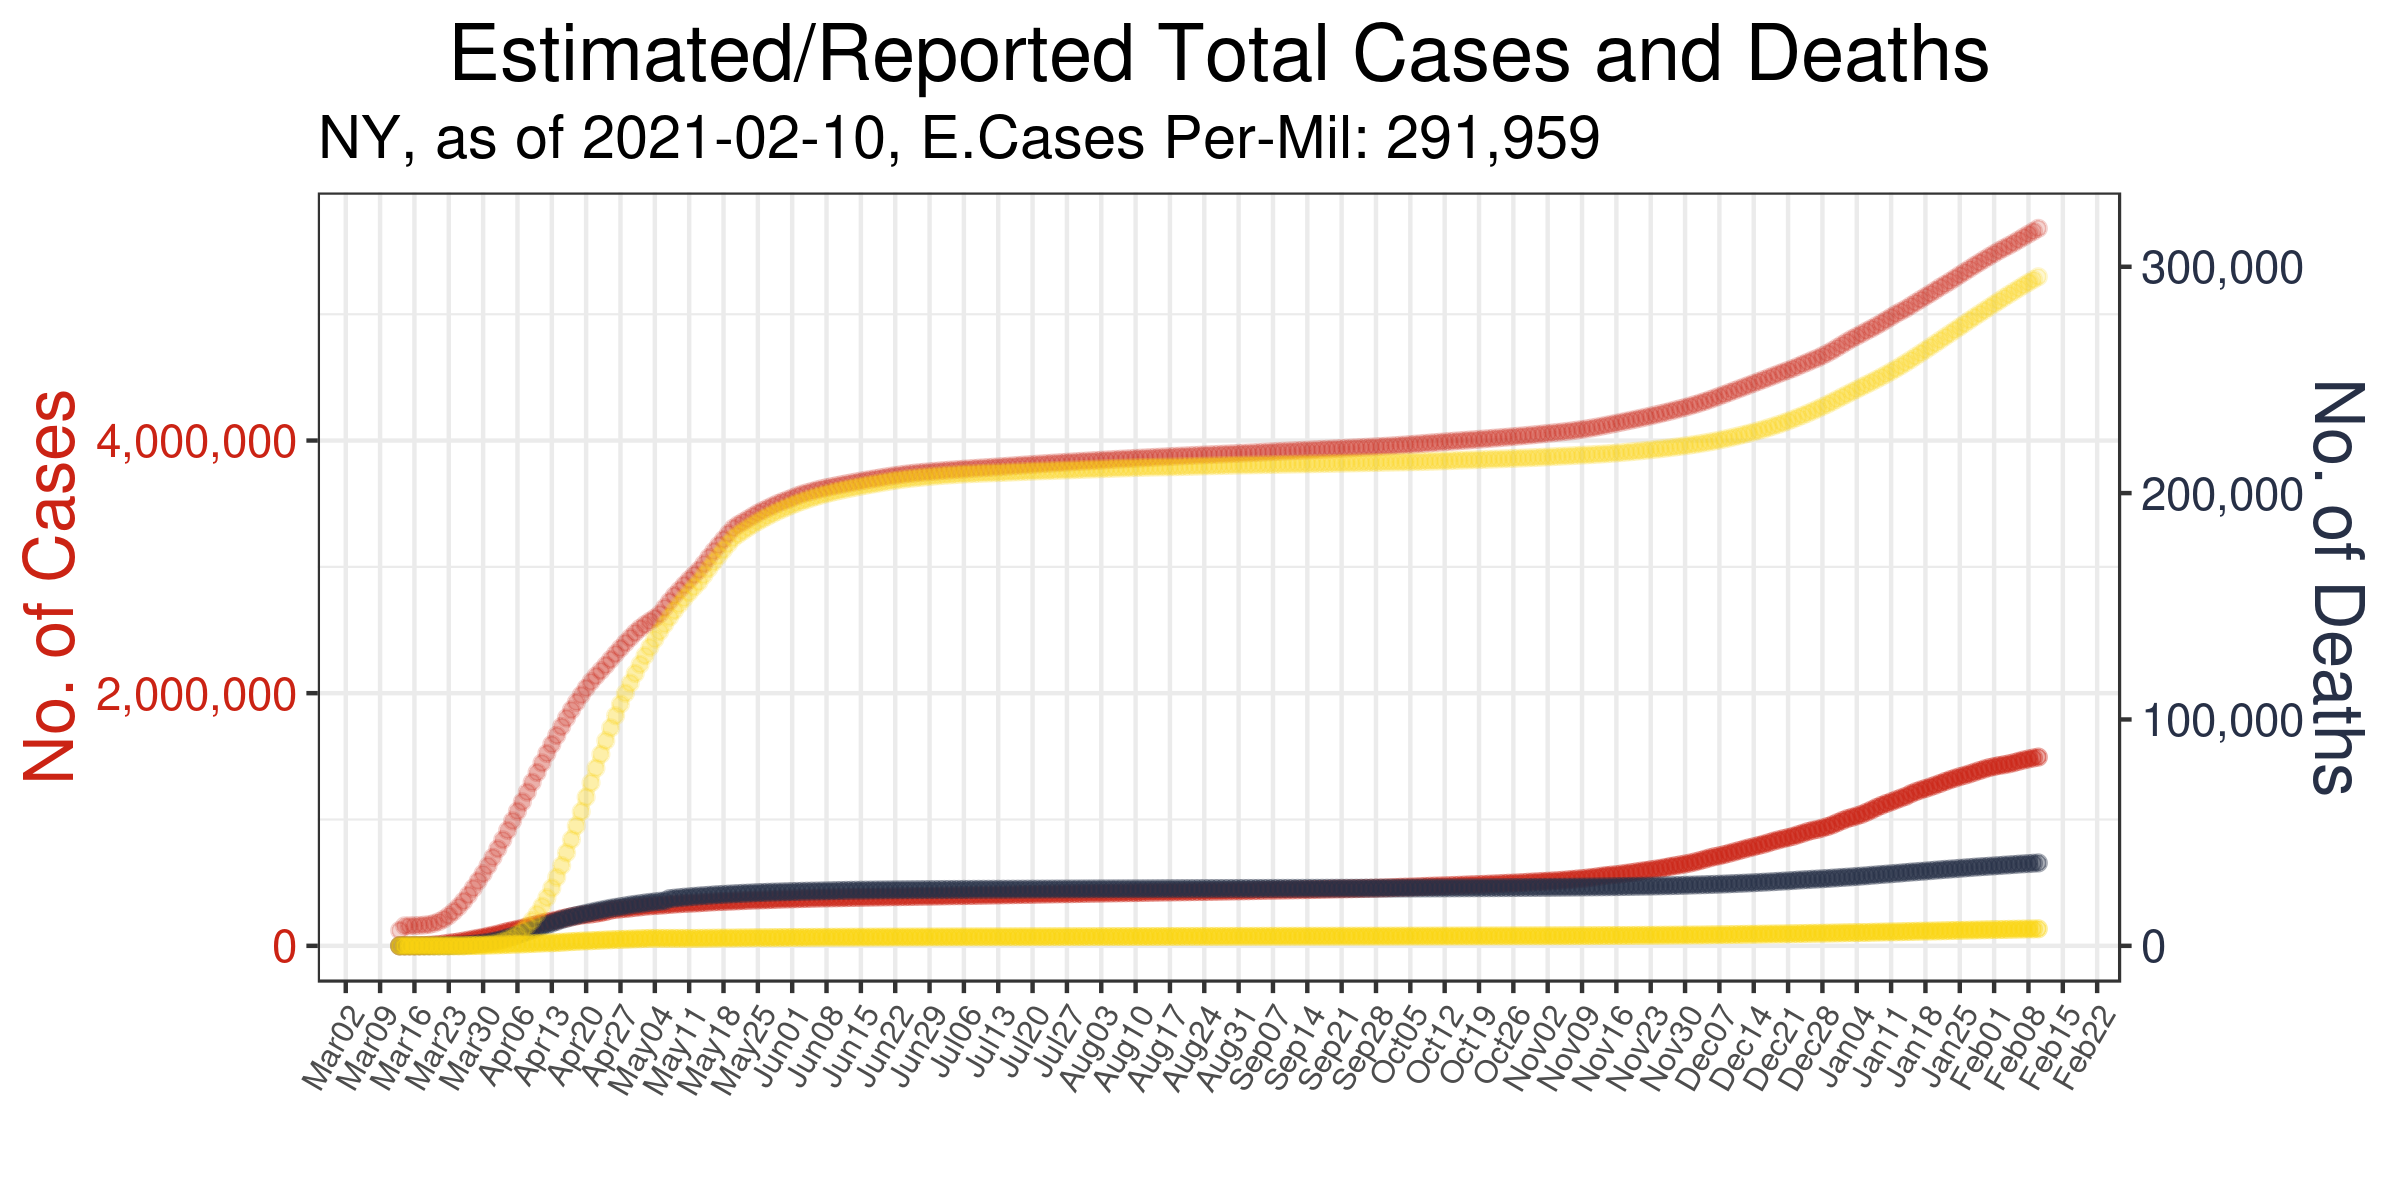 Estimated/Reported Total Cases and Deaths
NY, as of 2021-02-10, E.Cases Per-Mil: 291,959
No. of Cases
4,000,000
2,000,000
0
300,000
200,000
100,000
0
No. of Deaths
Mar02
Mar09
Mar16
Mar23
Mar30
Apr06
Apr13
Apr20
Apr27
May04
May11
May18
May25
Jun01
Jun08
Jun15
Jun22
Jun29
Jul06
Jul13
Jul20
Jul27
Aug03
Aug10
Aug17
Aug24
Aug31
Sep07
Sep14
Sep21
Sep28
Oct05
Oct12
Oct19
Oct26
Nov02
Nov09
Nov16
Nov23
Nov30
Dec07
Dec14
Dec21
Dec28
Jan04
Jan11
Jan18
Jan25
Feb01
Feb08
Feb15
Feb22